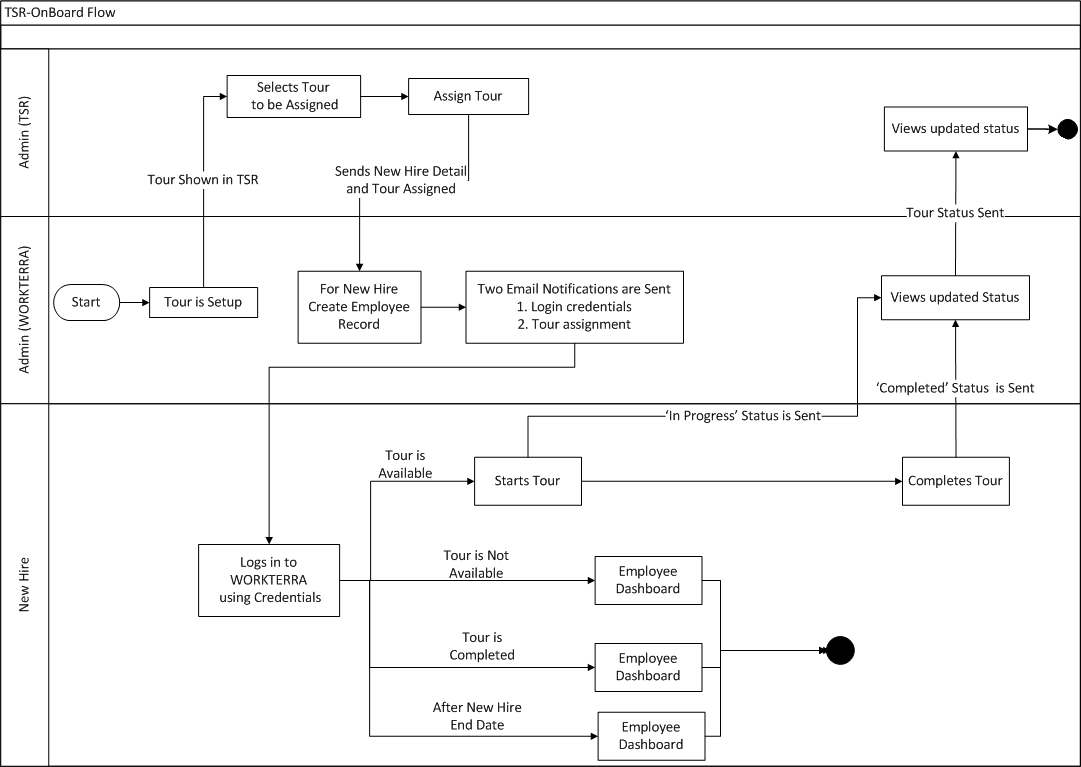 TSR-OnBoard Flow
Admin (TSR)
Selects Tour
to be Assigned
Assign Tour
Views updated status
Tour Shown in TSR
Sends New Hire Detail
and Tour Assigned
Tour Status Sent
Admin (WORKTERRA)
Start
Tour is Setup
For New Hire
Create Employee
Record
Two Email Notifications are Sent
1. Login credentials
2. Tour assignment
Views updated Status
‘Completed’ Status is Sent
‘In Progress’ Status is Sent
New Hire
Tour is
Available
Starts Tour
Completes Tour
Logs in to
WORKTERRA
using Credentials
Tour is Not
Available
Employee
Dashboard
Tour is
Completed
Employee
Dashboard
After New Hire
End Date
Employee
Dashboard